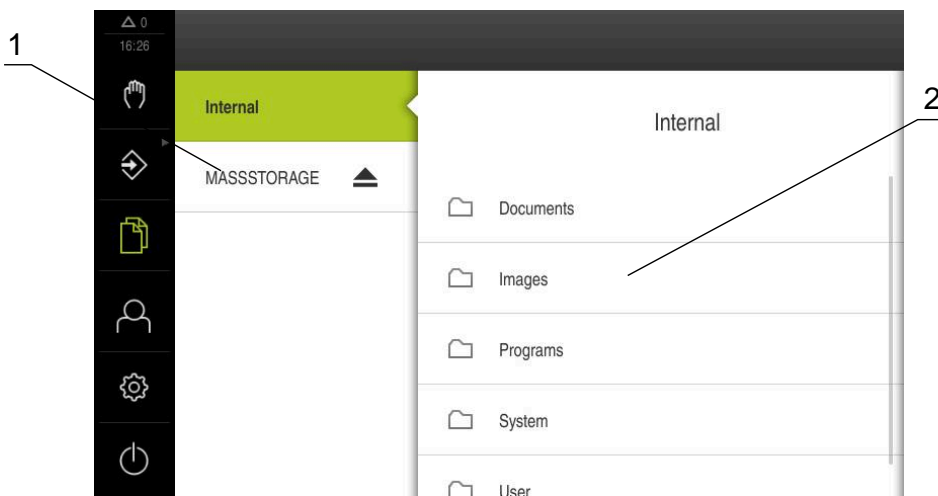 0
16:26
1
2
Internal
MASSSTORAGE
Internal
Documents
Images
Programs
System
User